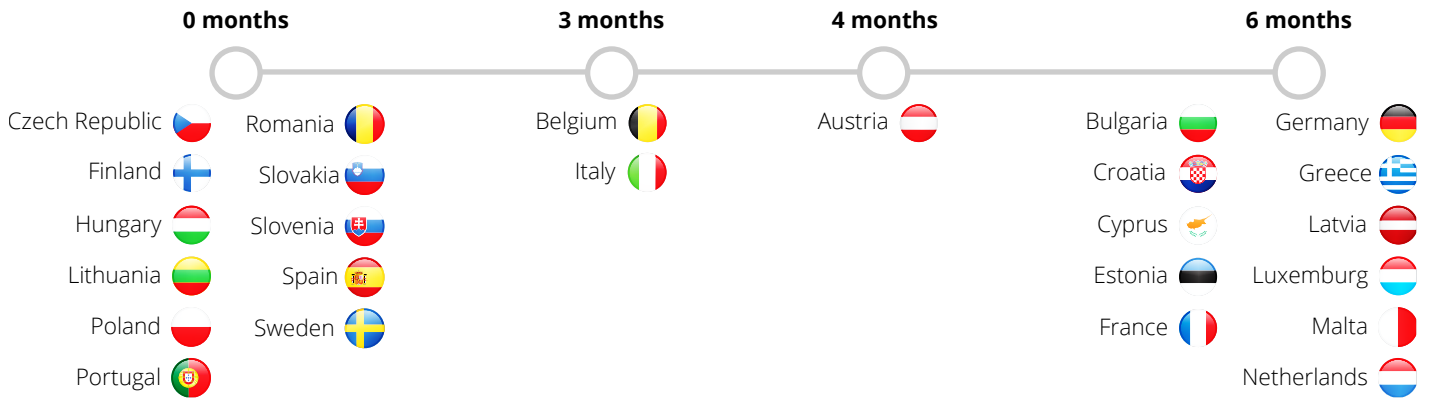 0 months
3 months
4 months
6 months
Czech Republic
Finland
Hungary
Lithuania
Poland
Portugal
Romania
Slovakia
Slovenia
Spain
Sweden
Belgium
Italy
Austria
Bulgaria
Croatia
Cyprus
Estonia
France
Germany
Greece
Latvia
Luxemburg
Malta
Netherlands